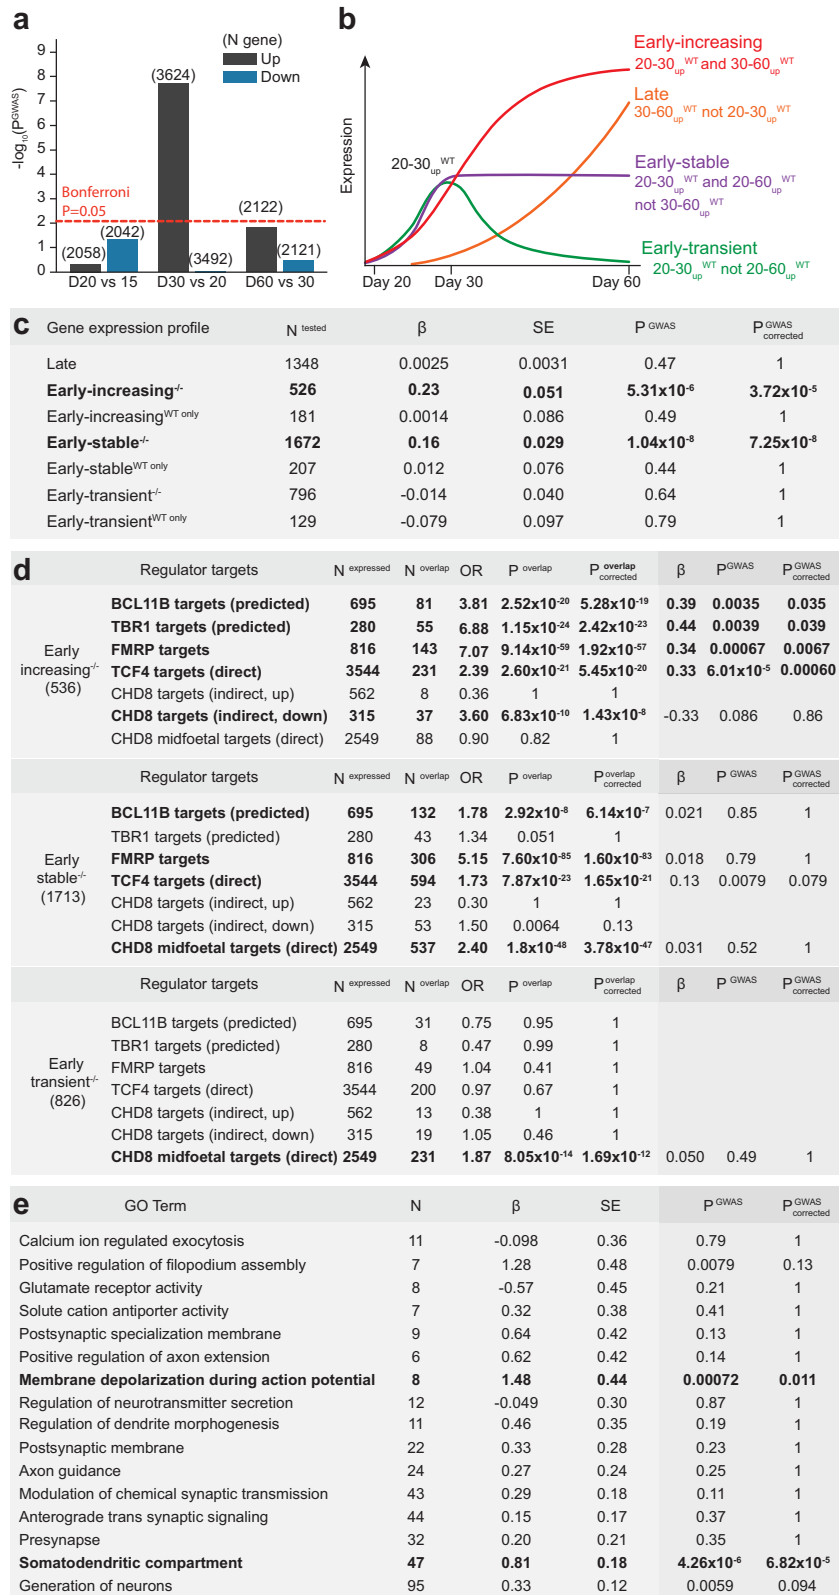 a
(N gene)
Up
Down
-log10(P^GWAS)
9
8
7
6
5
4
3
2
1
0
(3624)
Bonferroni
P=0.05
(2122)
(2042)
(2058)
(3492)
(2121)
D20 vs 15 D30 vs 20 D60 vs 30
b
Expression
20-30up^WT
Day 20 Day 30 Day 60
Early-increasing
20-30up^WT and 30-60up^WT
Late
30-60up^WT not 20-30up^WT
Early-stable
20-30up^WT and 20-60up^WT
not 30-60up^WT
Early-transient
20-30up^WT not 20-60up^WT
c Gene expression profile N tested β SE P GWAS P GWAS corrected
Late 1348 0.0025 0.0031 0.47 1
Early-increasing-/- 526 0.23 0.051 5.31x10-6 3.72x10-5
Early-increasing WT only 181 0.0014 0.086 0.49 1
Early-stable-/- 1672 0.16 0.029 1.04x10-8 7.25x10-8
Early-stable WT only 207 0.012 0.076 0.44 1
Early-transient-/- 796 -0.014 0.040 0.64 1
Early-transient WT only 129 -0.079 0.097 0.79 1
d Regulator targets N expressed N overlap OR P overlap P overlap corrected β P GWAS P GWAS corrected
Early
increasing-/-
(536)
BCL11B targets (predicted) 695 81 3.81 2.52x10-20 5.28x10-19 0.39 0.0035 0.035
TBR1 targets (predicted) 280 55 6.88 1.15x10-24 2.42x10-23 0.44 0.0039 0.039
FMRP targets 816 143 7.07 9.14x10-59 1.92x10-57 0.34 0.00067 0.0067
TCF4 targets (direct) 3544 231 2.39 2.60x10-21 5.45x10-20 0.33 6.01x10-5 0.00060
CHD8 targets (indirect, up) 562 8 0.36 1 1
CHD8 targets (indirect, down) 315 37 3.60 6.83x10-10 1.43x10-8 -0.33 0.086 0.86
CHD8 midfoetal targets (direct) 2549 88 0.90 0.82 1
Regulator targets N expressed N overlap OR P overlap P overlap corrected β P GWAS P GWAS corrected
Early
stable-/-
(1713)
BCL11B targets (predicted) 695 132 1.78 2.92x10-8 6.14x10-7 0.021 0.85 1
TBR1 targets (predicted) 280 43 1.34 0.051 1
FMRP targets 816 306 5.15 7.60x10-85 1.60x10-83 0.018 0.79 1
TCF4 targets (direct) 3544 594 1.73 7.87x10-23 1.65x10-21 0.13 0.0079 0.079
CHD8 targets (indirect, up) 562 23 0.30 1 1
CHD8 targets (indirect, down) 315 53 1.50 0.0064 0.13
CHD8 midfoetal targets (direct) 2549 537 2.40 1.8x10-48 3.78x10-47 0.031 0.52 1
Regulator targets N expressed N overlap OR P overlap P overlap corrected β P GWAS P GWAS corrected
Early
transient-/-
(826)
BCL11B targets (predicted) 695 31 0.75 0.95 1
TBR1 targets (predicted) 280 8 0.47 0.99 1
FMRP targets 816 49 1.04 0.41 1
TCF4 targets (direct) 3544 200 0.97 0.67 1
CHD8 targets (indirect, up) 562 13 0.38 1 1
CHD8 targets (indirect, down) 315 19 1.05 0.46 1
CHD8 midfoetal targets (direct) 2549 231 1.87 8.05x10-14 1.69x10-12 0.050 0.49 1
e GO Term N β SE P GWAS P GWAS corrected
Calcium ion regulated exocytosis 11 -0.098 0.36 0.79 1
Positive regulation of filopodium assembly 7 1.28 0.48 0.0079 0.13
Glutamate receptor activity 8 -0.57 0.45 0.21 1
Solute cation antiporter activity 7 0.32 0.38 0.41 1
Postsynaptic specialization membrane 9 0.64 0.42 0.13 1
Positive regulation of axon extension 6 0.62 0.42 0.14 1
Membrane depolarization during action potential 8 1.48 0.44 0.00072 0.011
Regulation of neurotransmitter secretion 12 -0.049 0.30 0.87 1
Regulation of dendrite morphogenesis 11 0.46 0.35 0.19 1
Postsynaptic membrane 22 0.33 0.28 0.23 1
Axon guidance 24 0.27 0.24 0.25 1
Modulation of chemical synaptic transmission 43 0.29 0.18 0.11 1
Anterograde trans synaptic signaling 44 0.15 0.17 0.37 1
Presynapse 32 0.20 0.21 0.35 1
Somatodendritic compartment 47 0.81 0.18 4.26x10-6 6.82x10-5
Generation of neurons 95 0.33 0.12 0.0059 0.094